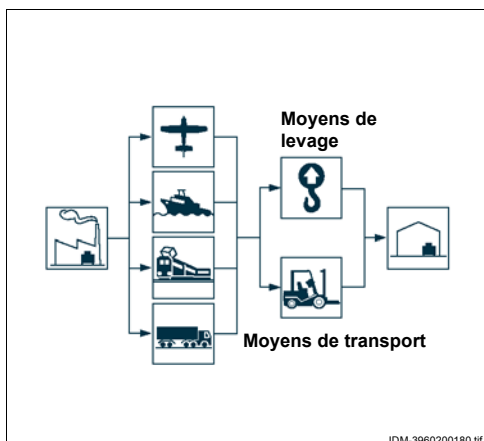 Moyens de
levage
Moyens de transport
IDM-3960200180.tif